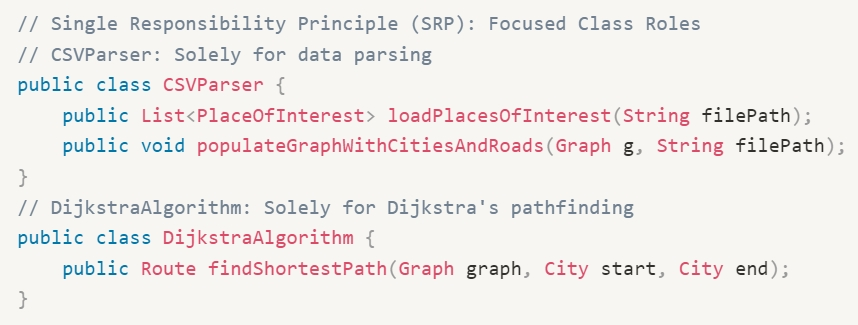 // Single Responsibility Principle (SRP): Focused Class Roles
// CSVParser: Solely for data parsing
public class CSVParser {
    public List<PlaceOfInterest> loadPlacesOfInterest(String filePath);
    public void populateGraphWithCitiesAndRoads(Graph g, String filePath);
}
// DijkstraAlgorithm: Solely for Dijkstra's pathfinding
public class DijkstraAlgorithm {
    public Route findShortestPath(Graph graph, City start, City end);
}